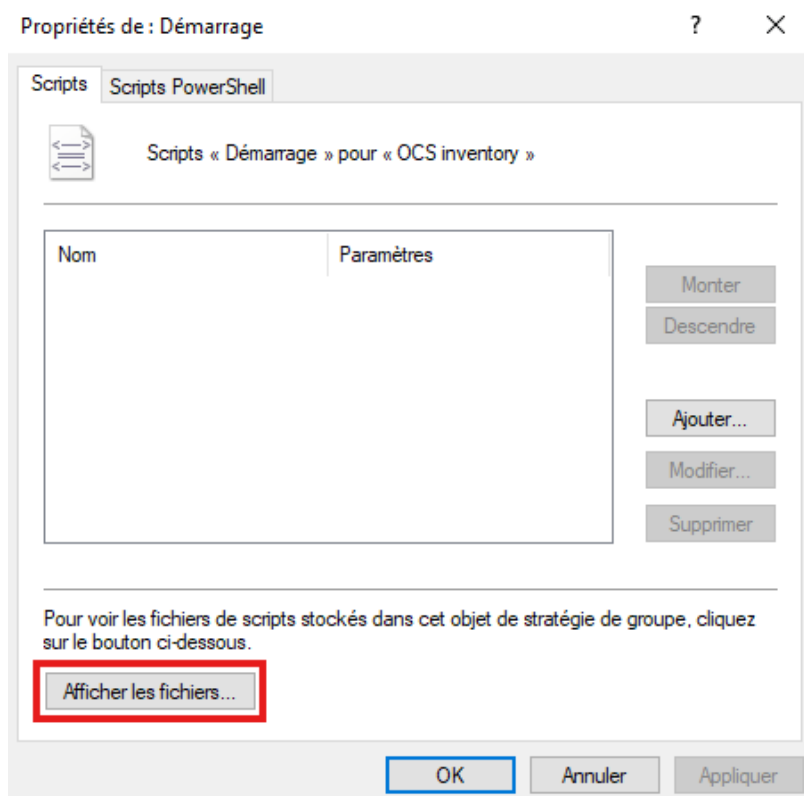 Propriétés de : Démarrage
?
Scripts
Scripts PowerShell
Scripts « Démarrage » pour « OCS inventory »
Nom
Paramètres
Monter
Descendre
Ajouter...
Modifier...
Supprimer
Pour voir les fichiers de scripts stockés dans cet objet de stratégie de groupe, cliquez
sur le bouton ci-dessous.
Afficher les fichiers...
OK
Annuler
Appliquer